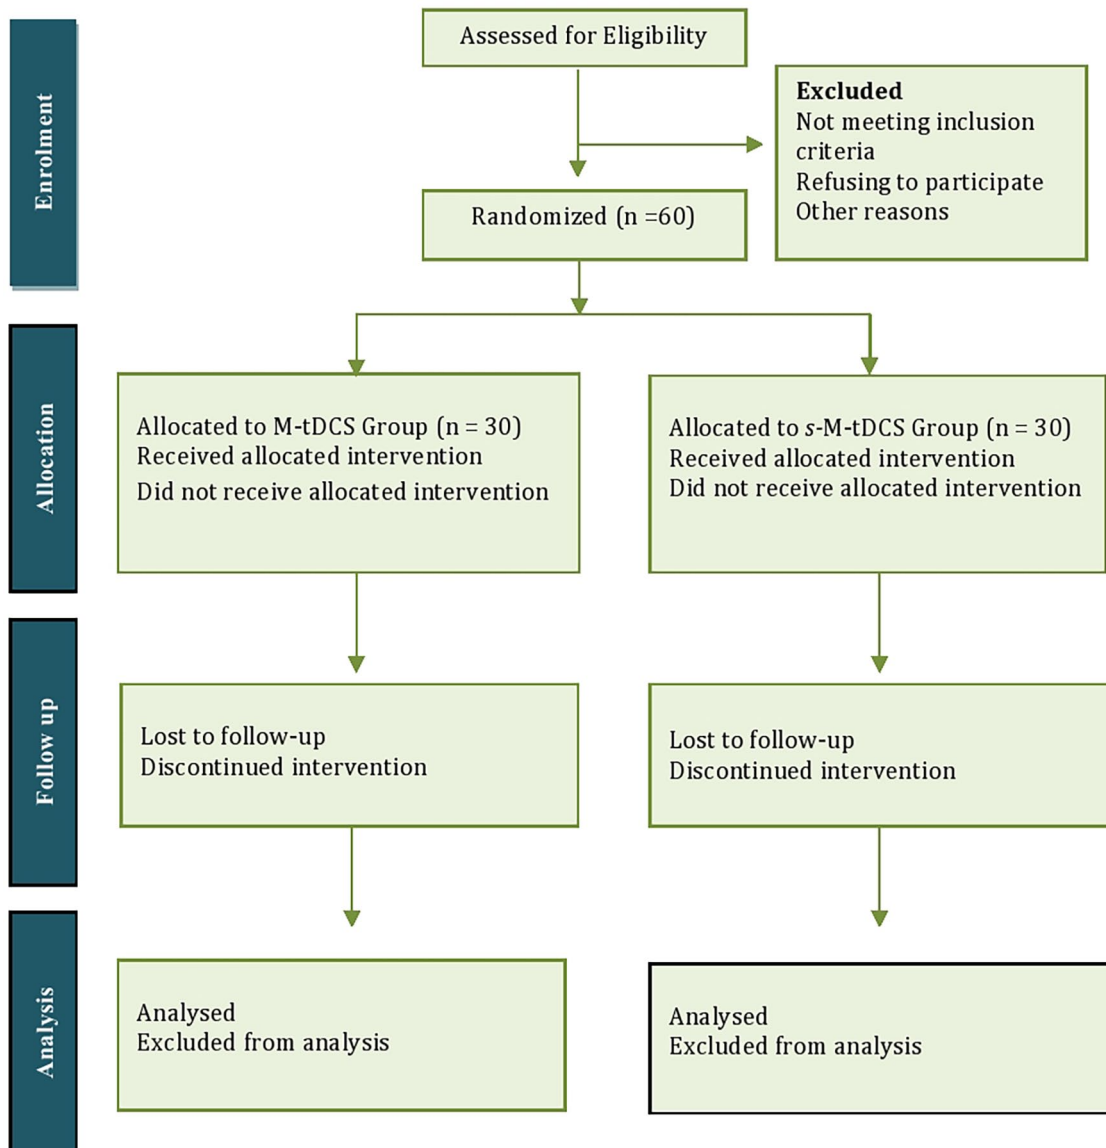 Enrolment
Assessed for Eligibility
Excluded
Not meeting inclusion
criteria
Refusing to participate
Other reasons
Randomized (n =60)
Allocation
Allocated to M-tDCS Group (n = 30)
Received allocated intervention
Did not receive allocated intervention
Allocated to s-M-tDCS Group (n = 30)
Received allocated intervention
Did not receive allocated intervention
Follow up
Lost to follow-up
Discontinued intervention
Lost to follow-up
Discontinued intervention
Analysis
Analysed
Excluded from analysis
Analysed
Excluded from analysis